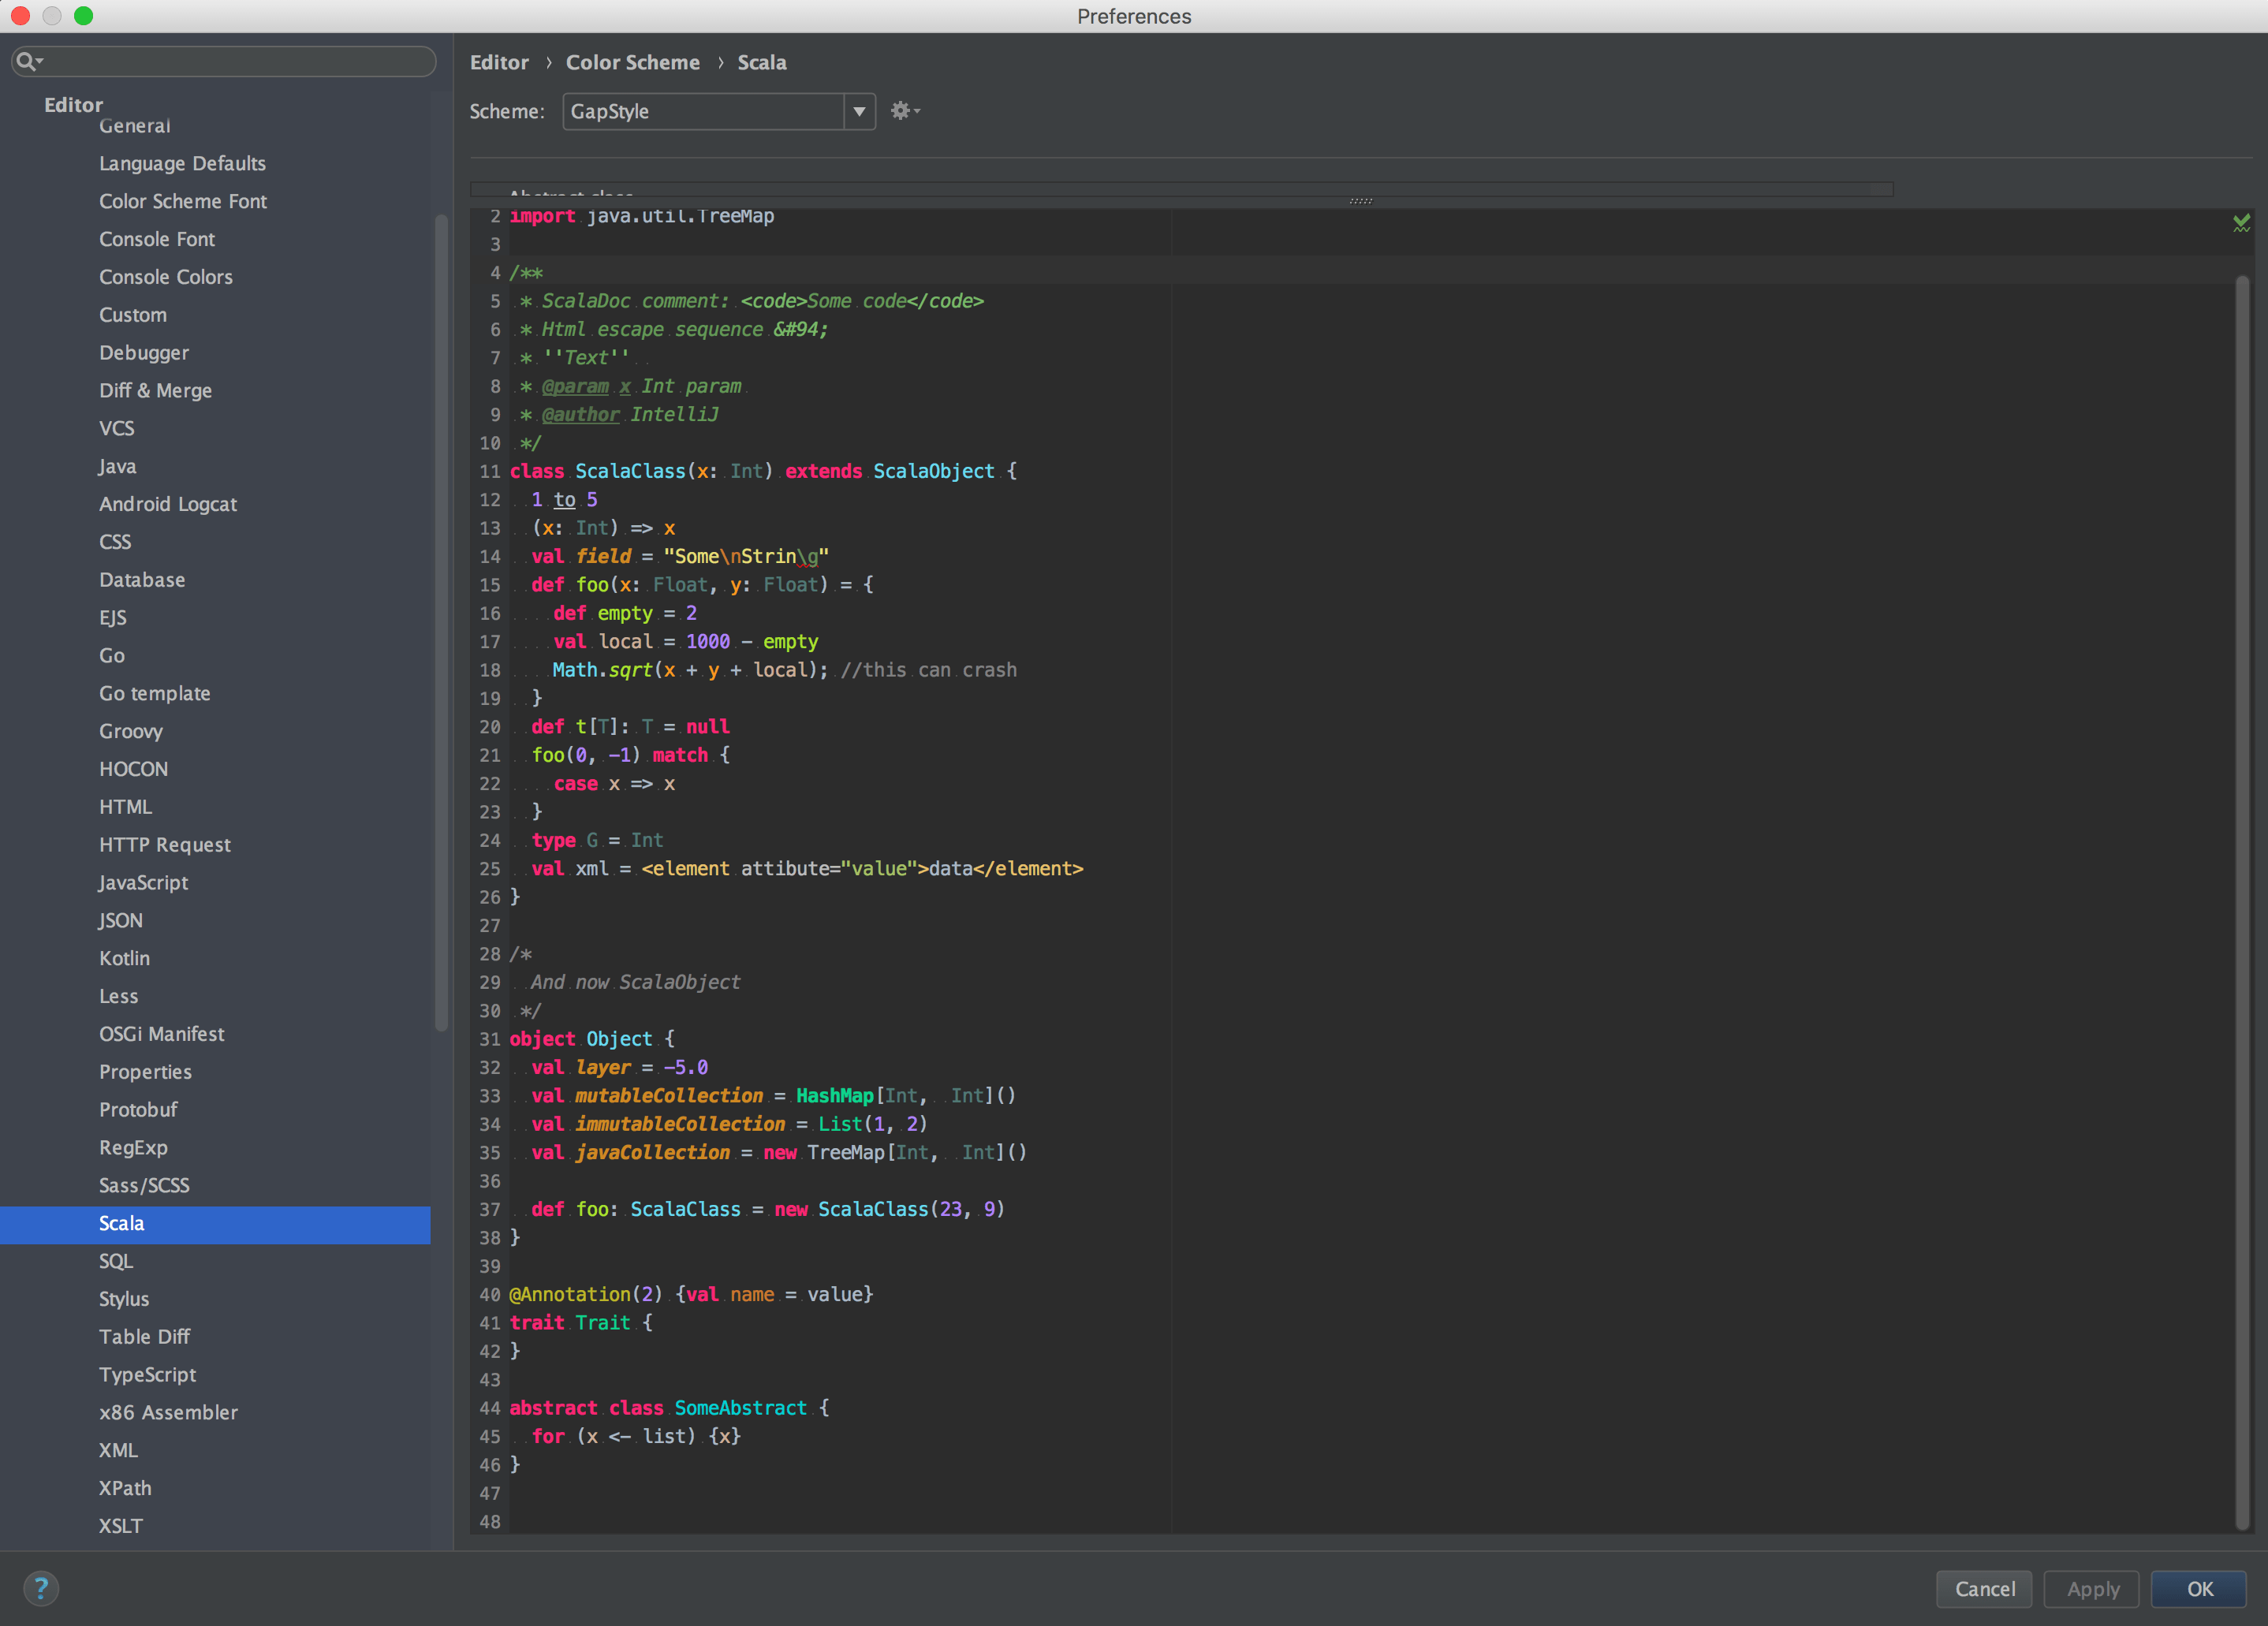 Preferences
Editor
General
Language Defaults
Color Scheme Font
Console Font
Console Colors
Custom
Debugger
Diff & Merge
VCS
Java
Android Logcat
CSS
Database
EJS
Go
Go template
Groovy
HOCON
HTML
HTTP Request
JavaScript
JSON
Kotlin
Less
OSGi Manifest
Properties
Protobuf
RegExp
Sass/SCSS
Scala
SQL
Stylus
Table Diff
TypeScript
x86 Assembler
XML
XPath
XSLT
Editor › Color Scheme › Scala
Scheme: GapStyle
Abstract class
2 import java.util.TreeMap
3
4 /**
5  * ScalaDoc comment: <code>Some code</code>
6  * Html escape sequence &#94;
7  * ''Text''
8  * @param x Int param
9  * @author IntelliJ
10  */
11 class ScalaClass(x: Int) extends ScalaObject {
12   1 to 5
13   (x: Int) => x
14   val field = "Some\nStrin\g"
15   def foo(x: Float, y: Float) = {
16     def empty = 2
17     val local = 1000 - empty
18     Math.sqrt(x + y + local); //this can crash
19   }
20   def t[T]: T = null
21   foo(0, -1) match {
22     case x => x
23   }
24   type G = Int
25   val xml = <element attibute="value">data</element>
26 }
27
28 /*
29   And now ScalaObject
30  */
31 object Object {
32   val layer = -5.0
33   val mutableCollection = HashMap[Int,  Int]()
34   val immutableCollection = List(1, 2)
35   val javaCollection = new TreeMap[Int,  Int]()
36
37   def foo: ScalaClass = new ScalaClass(23, 9)
38 }
39
40 @Annotation(2) {val name = value}
41 trait Trait {
42 }
43
44 abstract class SomeAbstract {
45   for (x <- list) {x}
46 }
47
48
?
Cancel
Apply
OK